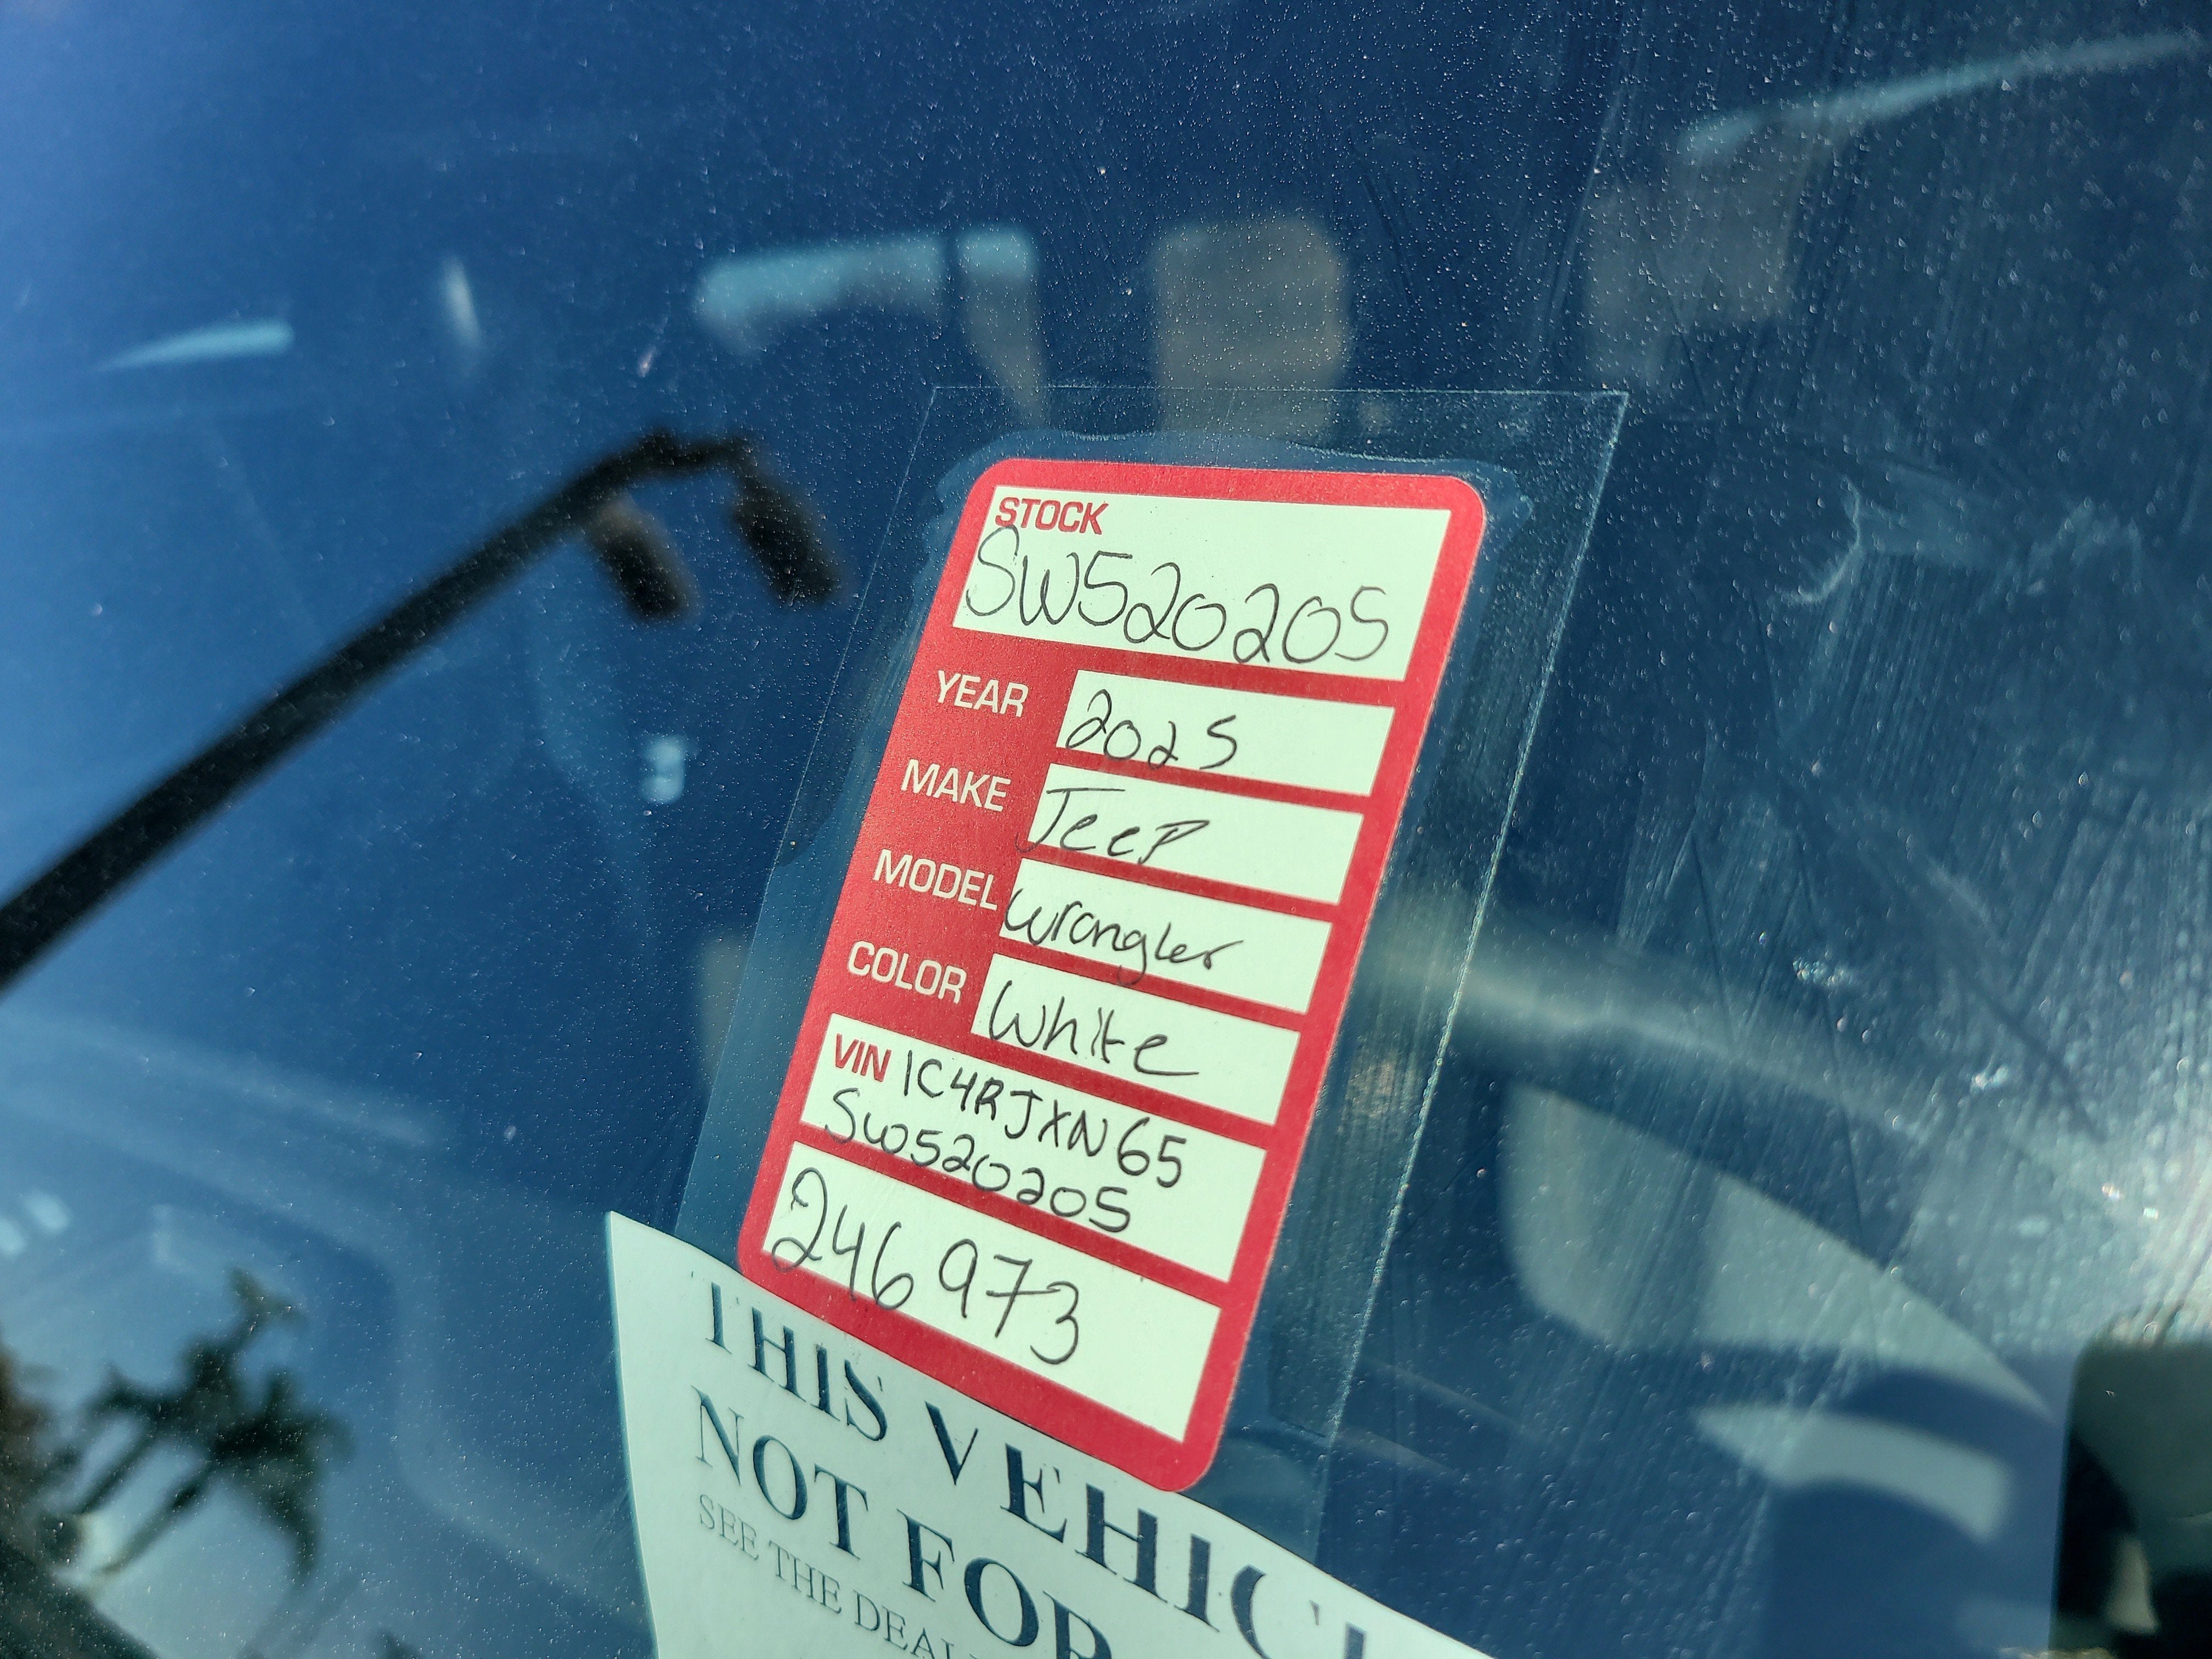 STOCK
SW520205
YEAR 2025
MAKE Jeep
MODEL Wrangler
COLOR White
VIN 1C4RJXN65
SW520205
246973
THIS VEHICL
NOT FOR
SEE THE DEAL